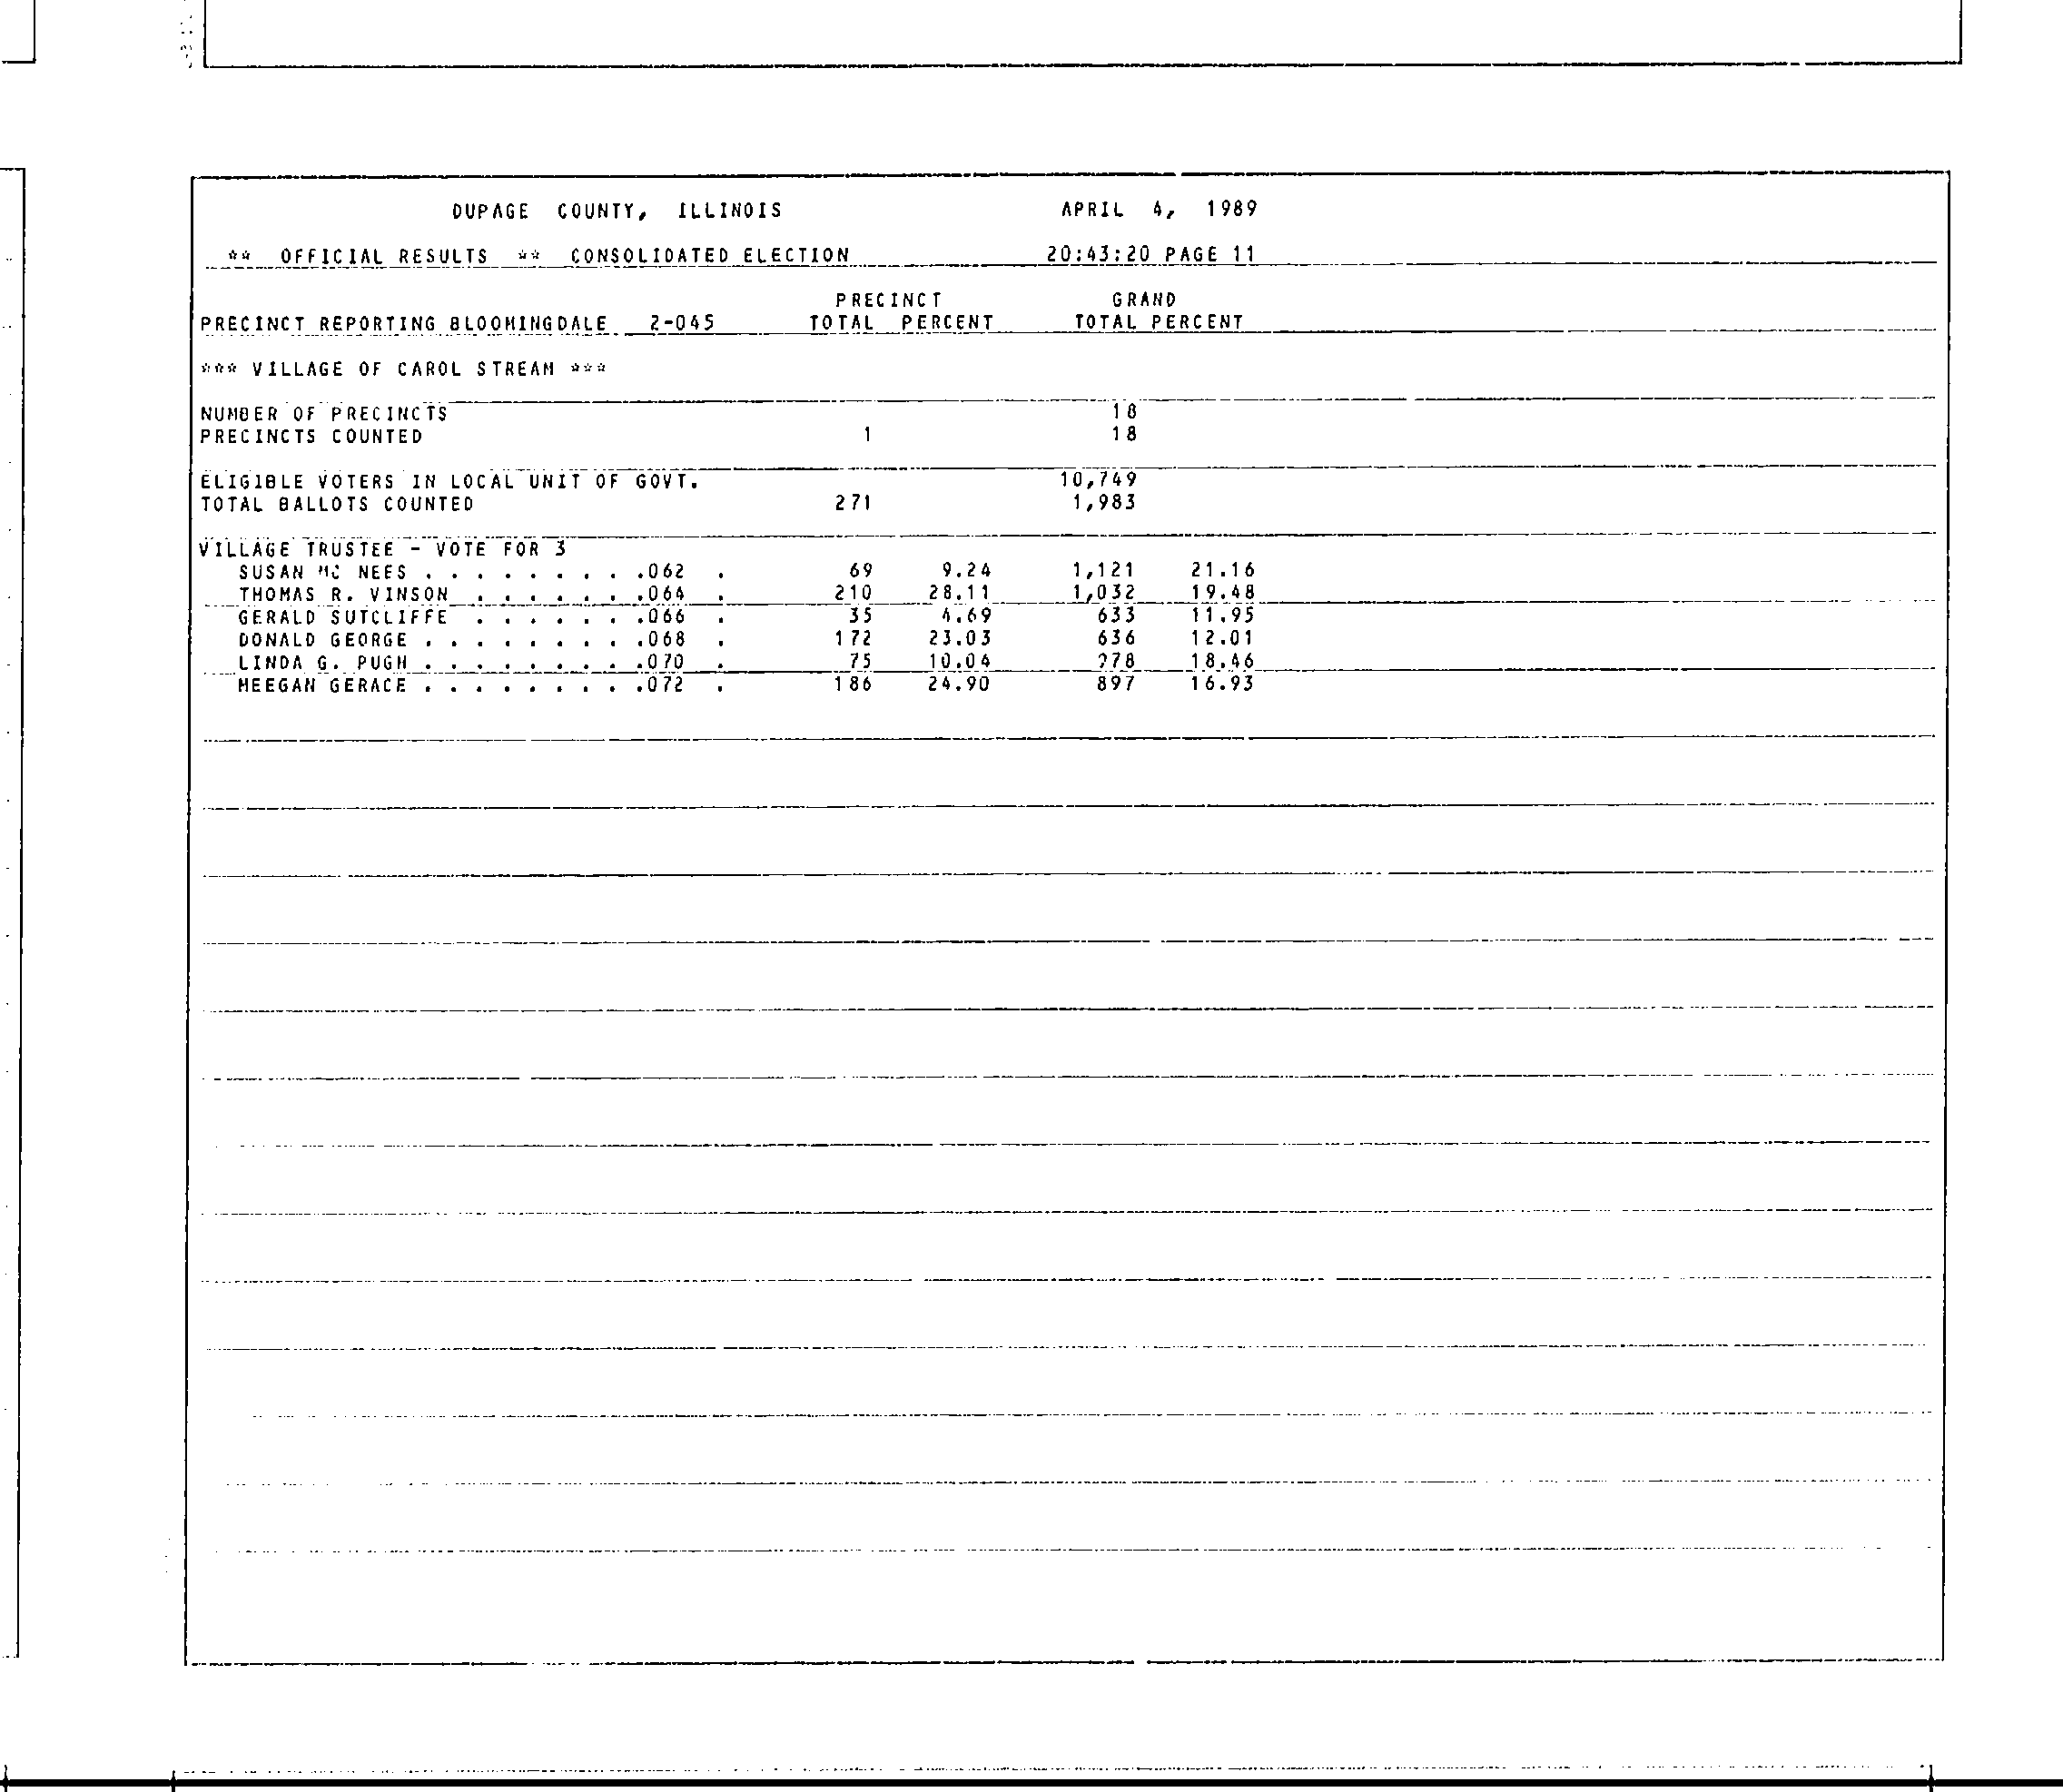 DUPAGE COUNTY, ILLINOIS APRIL 4, 1989
** OFFICIAL RESULTS ** CONSOLIDATED ELECTION 20:43:20 PAGE 11
PRECINCT GRAND
PRECINCT REPORTING BLOOMINGDALE 2-045 TOTAL PERCENT TOTAL PERCENT
*** VILLAGE OF CAROL STREAM ***
NUMBER OF PRECINCTS 18
PRECINCTS COUNTED 1 18
ELIGIBLE VOTERS IN LOCAL UNIT OF GOVT. 10,749
TOTAL BALLOTS COUNTED 271 1,983
VILLAGE TRUSTEE - VOTE FOR 3
SUSAN MC NEES . . . . . . . . .062 . 69 9.24 1,121 21.16
THOMAS R. VINSON . . . . . . .064 . 210 28.11 1,032 19.48
GERALD SUTCLIFFE . . . . . . .066 . 35 4.69 633 11.95
DONALD GEORGE . . . . . . . . .068 . 172 23.03 636 12.01
LINDA G. PUGH . . . . . . . . .070 . 75 10.04 978 18.46
MEEGAN GERACE . . . . . . . . .072 . 186 24.90 897 16.93